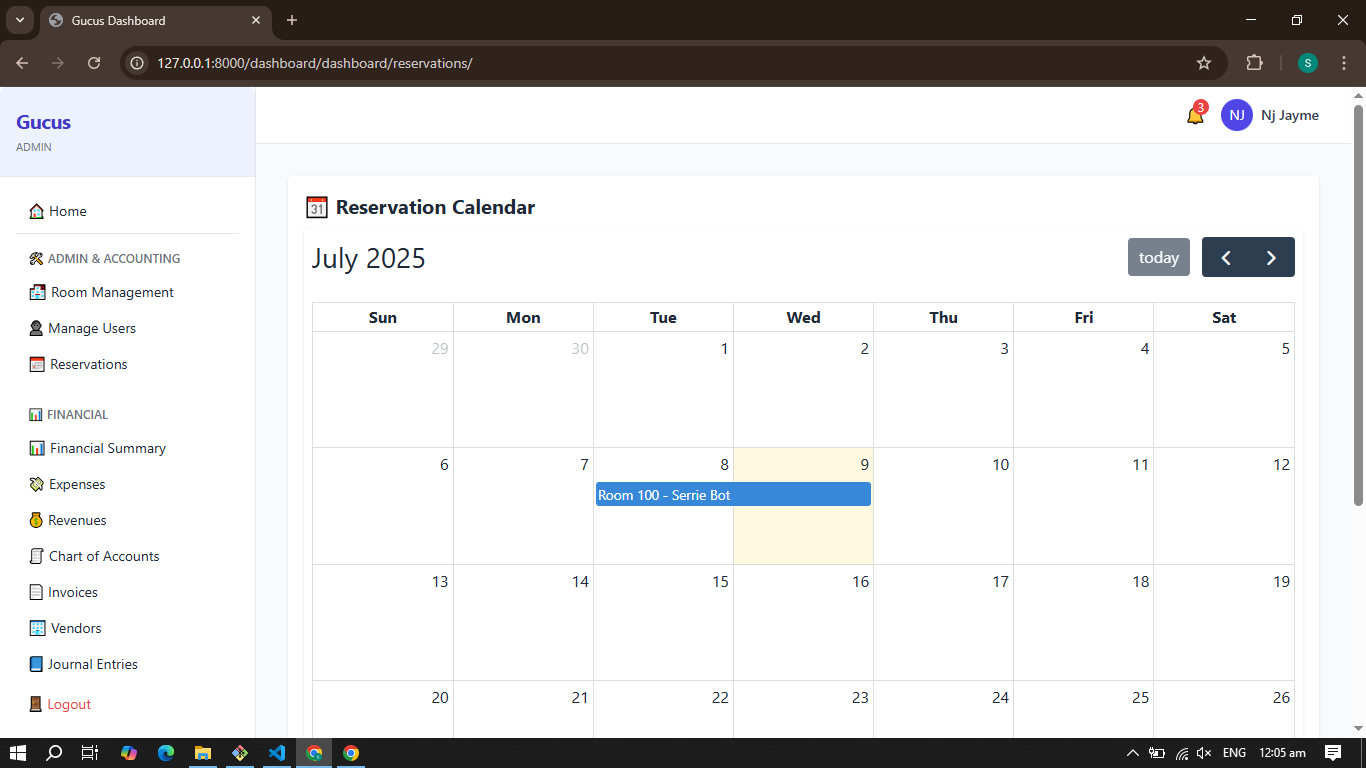 Gucus Dashboard
127.0.0.1:8000/dashboard/dashboard/reservations/
S
Gucus
ADMIN
3
NJ
Nj Jayme
Home
ADMIN & ACCOUNTING
Room Management
Manage Users
Reservations
FINANCIAL
Financial Summary
Expenses
Revenues
Chart of Accounts
Invoices
Vendors
Journal Entries
Logout
31 Reservation Calendar
July 2025
today
Sun Mon Tue Wed Thu Fri Sat
29 30 1 2 3 4 5
6 7 8 9 10 11 12
Room 100 - Serrie Bot
13 14 15 16 17 18 19
20 21 22 23 24 25 26
ENG 12:05 am